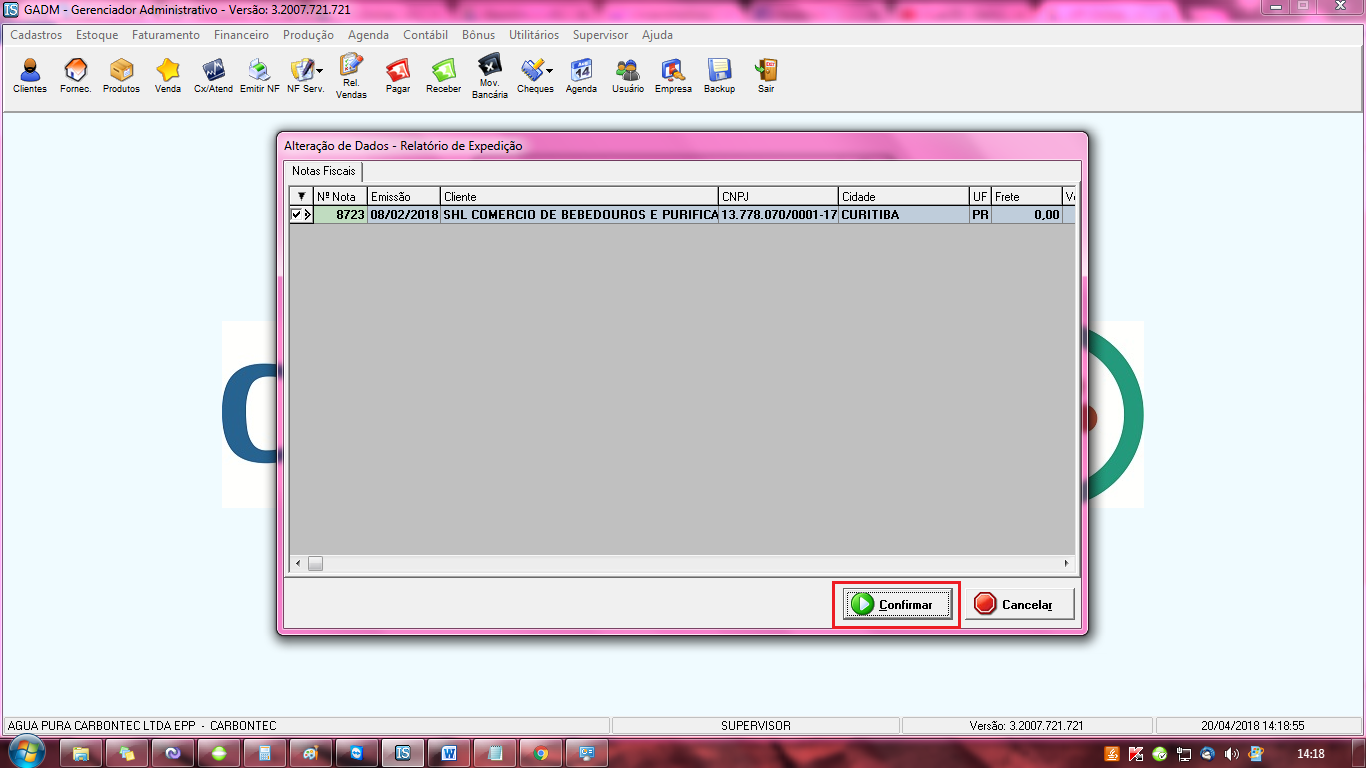 GADM - Gerenciador Administrativo - Versão: 3.2007.721.721
Cadastros Estoque Faturamento Financeiro Produção Agenda Contábil Bônus Utilitários Supervisor Ajuda
Clientes Fornec. Produtos Venda Cx/Atend Emitir NF NF Serv. Rel. Vendas Pagar Receber Mov. Bancária Cheques Agenda Usuário Empresa Backup Sair
Alteração de Dados - Relatório de Expedição
Notas Fiscais
Nº Nota Emissão Cliente CNPJ Cidade UF Frete
8723 08/02/2018 SHL COMERCIO DE BEBEDOUROS E PURIFICA 13.778.070/0001-17 CURITIBA PR 0,00
Confirmar Cancelar
AGUA PURA CARBONTEC LTDA EPP - CARBONTEC SUPERVISOR Versão: 3.2007.721.721 20/04/2018 14:18:55
14:18